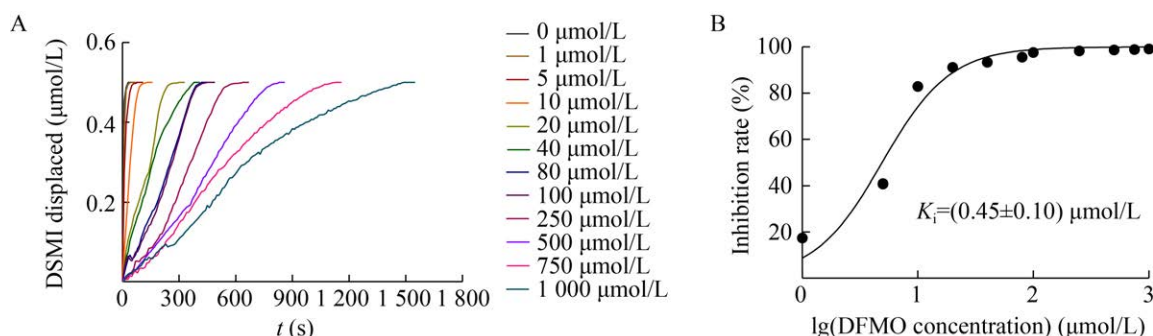 A
DSMI displaced (μmol/L)
0.6
0.4
0.2
0
300
600
900
1 200
1 500
1 800
t (s)
0 μmol/L
1 μmol/L
5 μmol/L
10 μmol/L
20 μmol/L
40 μmol/L
80 μmol/L
100 μmol/L
250 μmol/L
500 μmol/L
750 μmol/L
1 000 μmol/L
B
Inhibition rate (%)
100
80
60
40
20
Ki=(0.45±0.10) μmol/L
0
1
2
3
lg(DFMO concentration) (μmol/L)